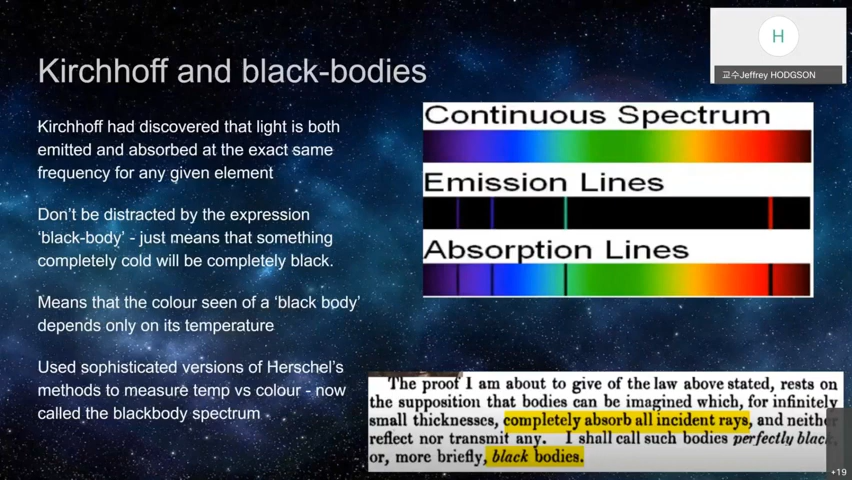 Kirchhoff and black-bodies
H
교수Jeffrey HODGSON
Kirchhoff had discovered that light is both
emitted and absorbed at the exact same
frequency for any given element
Don't be distracted by the expression
'black-body' - just means that something
completely cold will be completely black.
Means that the colour seen of a 'black body'
depends only on its temperature
Used sophisticated versions of Herschel's
methods to measure temp vs colour - now
called the blackbody spectrum
Continuous Spectrum
Emission Lines
Absorption Lines
The proof I am about to give of the law above stated, rests on
the supposition that bodies can be imagined which, for infinitely
small thicknesses, completely absorb all incident rays, and neither
reflect nor transmit any. I shall call such bodies perfectly black,
or, more briefly, black bodies.
+19